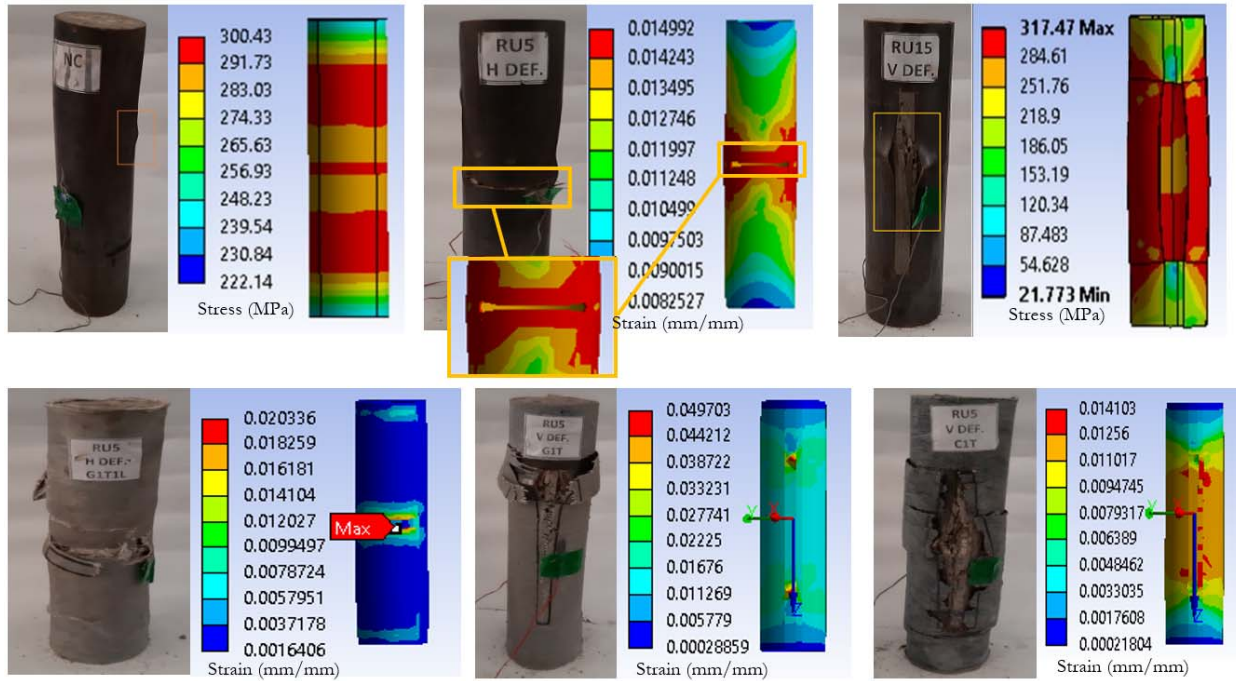 NC
300.43
291.73
283.03
274.33
265.63
256.93
248.23
239.54
230.84
222.14
Stress (MPa)
RU5
H DEF.
0.014992
0.014243
0.013495
0.012746
0.011997
0.011248
0.010499
0.0097503
0.0090015
0.0082527
Strain (mm/mm)
RU15
V DEF.
317.47 Max
284.61
251.76
218.9
186.05
153.19
120.34
87.483
54.628
21.773 Min
Stress (MPa)
RU5
H DEF.
G1T1L
0.020336
0.018259
0.016181
0.014104
0.012027
0.0099497
0.0078724
0.0057951
0.0037178
0.0016406
Max
Strain (mm/mm)
RU5
V DEF.
G1T
0.049703
0.044212
0.038722
0.033231
0.027741
0.02225
0.01676
0.011269
0.005779
0.00028859
Y
X
Z
Strain (mm/mm)
RU5
V DEF.
C1T
0.014103
0.01256
0.011017
0.0094745
0.0079317
0.006389
0.0048462
0.0033035
0.0017608
0.00021804
Y
X
Z
Strain (mm/mm)